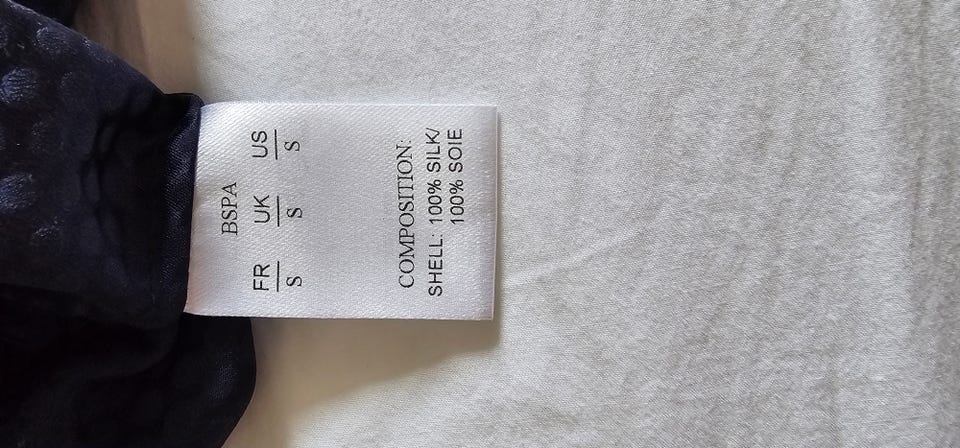 BSPA
FR UK US
S S S
COMPOSITION:
SHELL: 100% SILK/
100% SOIE